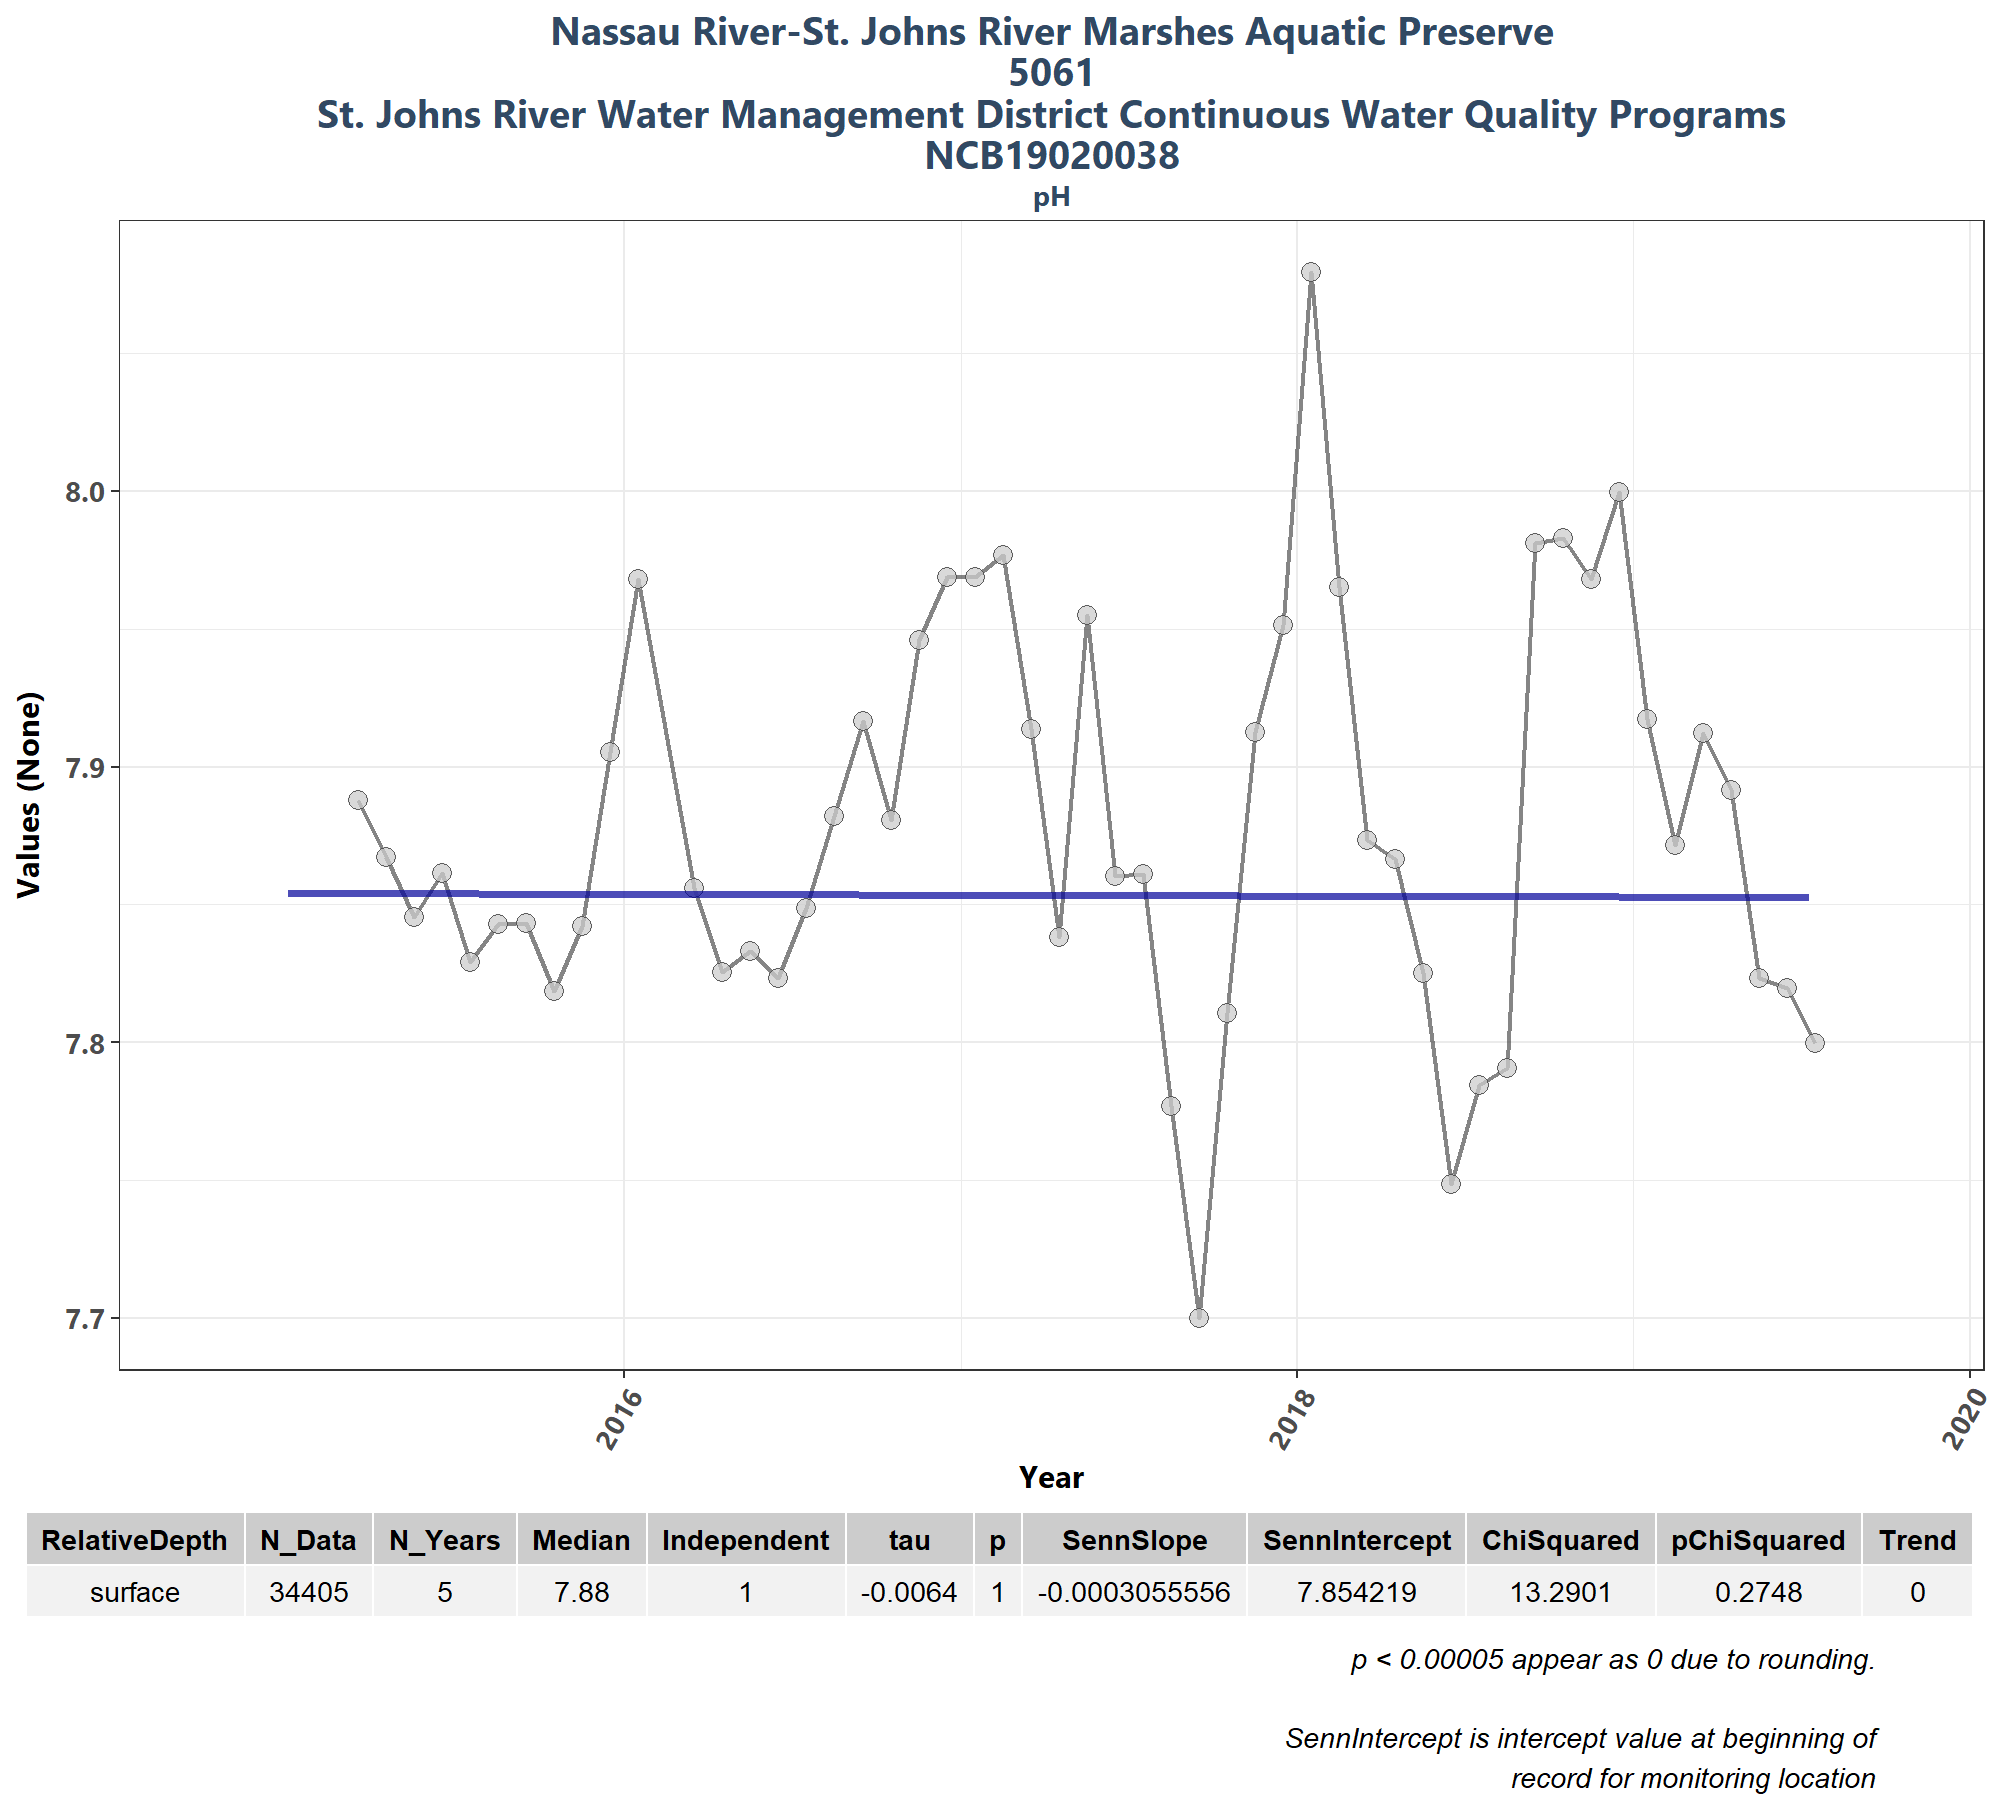 Nassau River-St. Johns River Marshes Aquatic Preserve
5061
St. Johns River Water Management District Continuous Water Quality Programs
NCB19020038
pH
Values (None)
8.0
7.9
7.8
7.7
2016
2018
2020
Year
RelativeDepth N_Data N_Years Median Independent tau p SennSlope SennIntercept ChiSquared pChiSquared Trend
surface 34405 5 7.88 1 -0.0064 1 -0.0003055556 7.854219 13.2901 0.2748 0
p < 0.00005 appear as 0 due to rounding.
SennIntercept is intercept value at beginning of
record for monitoring location